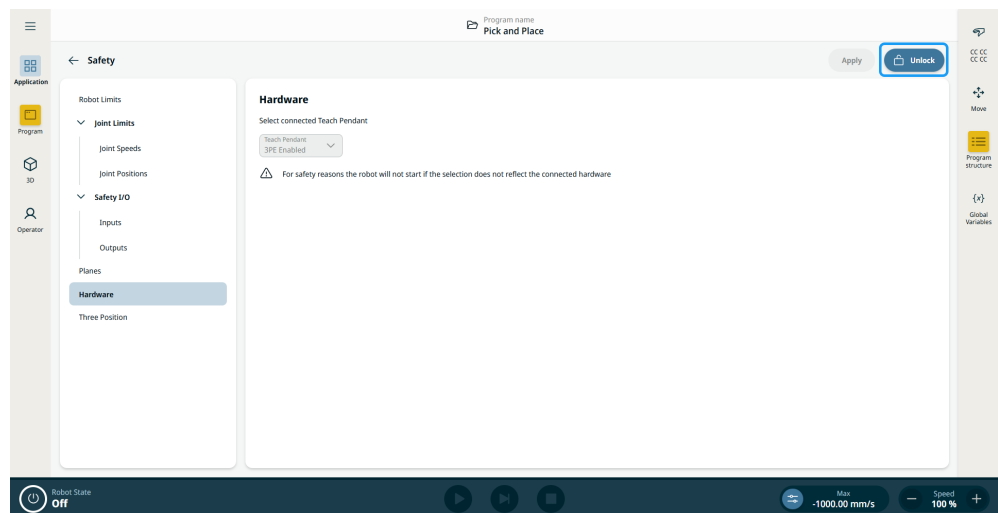 Program name
Pick and Place
Application
Program
3D
Operator
Safety
Apply
Unlock
Robot Limits
Joint Limits
Joint Speeds
Joint Positions
Safety I/O
Inputs
Outputs
Planes
Hardware
Three Position
Hardware
Select connected Teach Pendant
Teach Pendant
3PE Enabled
For safety reasons the robot will not start if the selection does not reflect the connected hardware
CC CC
CC CC
Move
Program
structure
{x}
Global
Variables
Robot State
Off
Max
-1000.00 mm/s
Speed
100 %